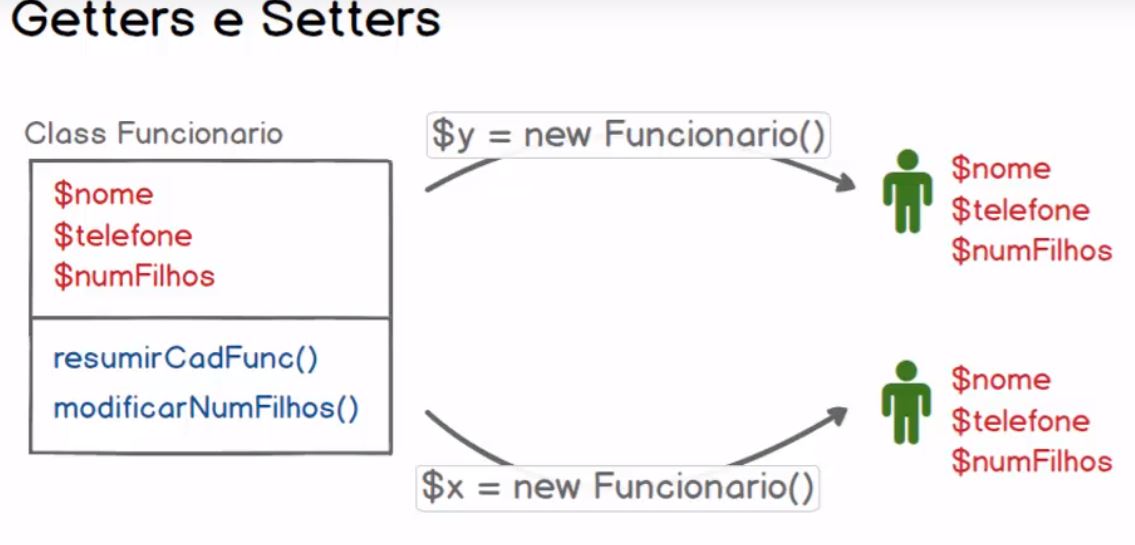 Getters e Setters
Class Funcionario
$nome
$telefone
$numFilhos
resumirCadFunc()
modificarNumFilhos()
$y = new Funcionario()
$nome
$telefone
$numFilhos
$x = new Funcionario()
$nome
$telefone
$numFilhos